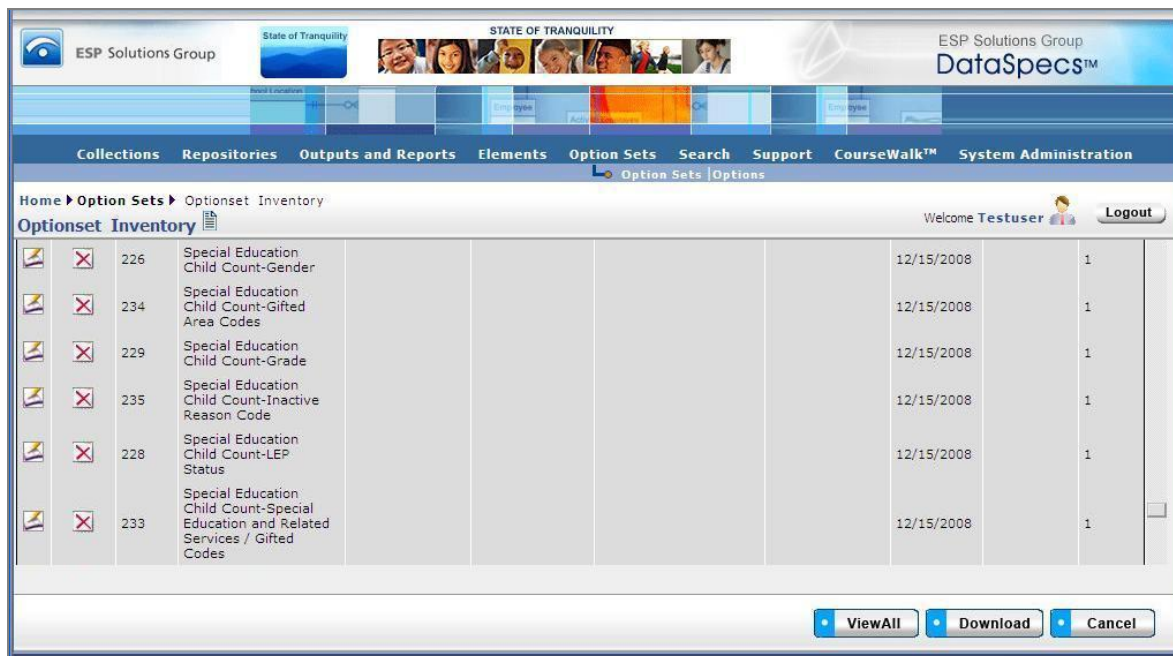 ESP Solutions Group
State of Tranquility
STATE OF TRANQUILITY
ESP Solutions Group
DataSpecs™
Employee
Collections Repositories Outputs and Reports Elements Option Sets Search Support CourseWalk™ System Administration
Option Sets |Options
Home Option Sets Optionset Inventory
Optionset Inventory
Welcome Testuser
Logout
226 Special Education 12/15/2008 1
Child Count-Gender
234 Special Education 12/15/2008 1
Child Count-Gifted
Area Codes
229 Special Education 12/15/2008 1
Child Count-Grade
235 Special Education 12/15/2008 1
Child Count-Inactive
Reason Code
228 Special Education 12/15/2008 1
Child Count-LEP
Status
233 Special Education 12/15/2008 1
Child Count-Special
Education and Related
Services / Gifted
Codes
ViewAll Download Cancel